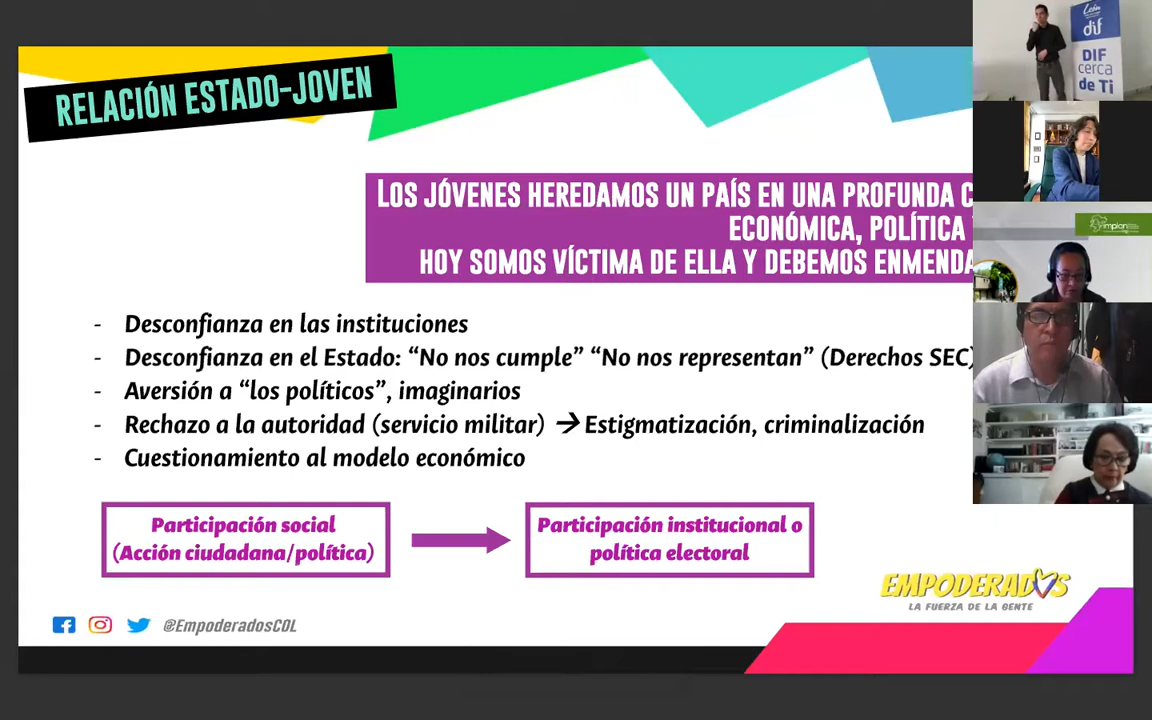 RELACIÓN ESTADO-JOVEN
LOS JÓVENES HEREDAMOS UN PAÍS EN UNA PROFUNDA
ECONÓMICA, POLÍTICA
HOY SOMOS VÍCTIMA DE ELLA Y DEBEMOS
- Desconfianza en las instituciones
- Desconfianza en el Estado: “No nos cumple” “No nos representan” (Derechos SEC)
- Aversión a “los políticos”, imaginarios
- Rechazo a la autoridad (servicio militar) → Estigmatización, criminalización
- Cuestionamiento al modelo económico
Participación social
(Acción ciudadana/política)
Participación institucional o
política electoral
EMPODERADOS
LA FUERZA DE LA GENTE
@EmpoderadosCOL
León
dif
DIF
cerca
de Ti
implan